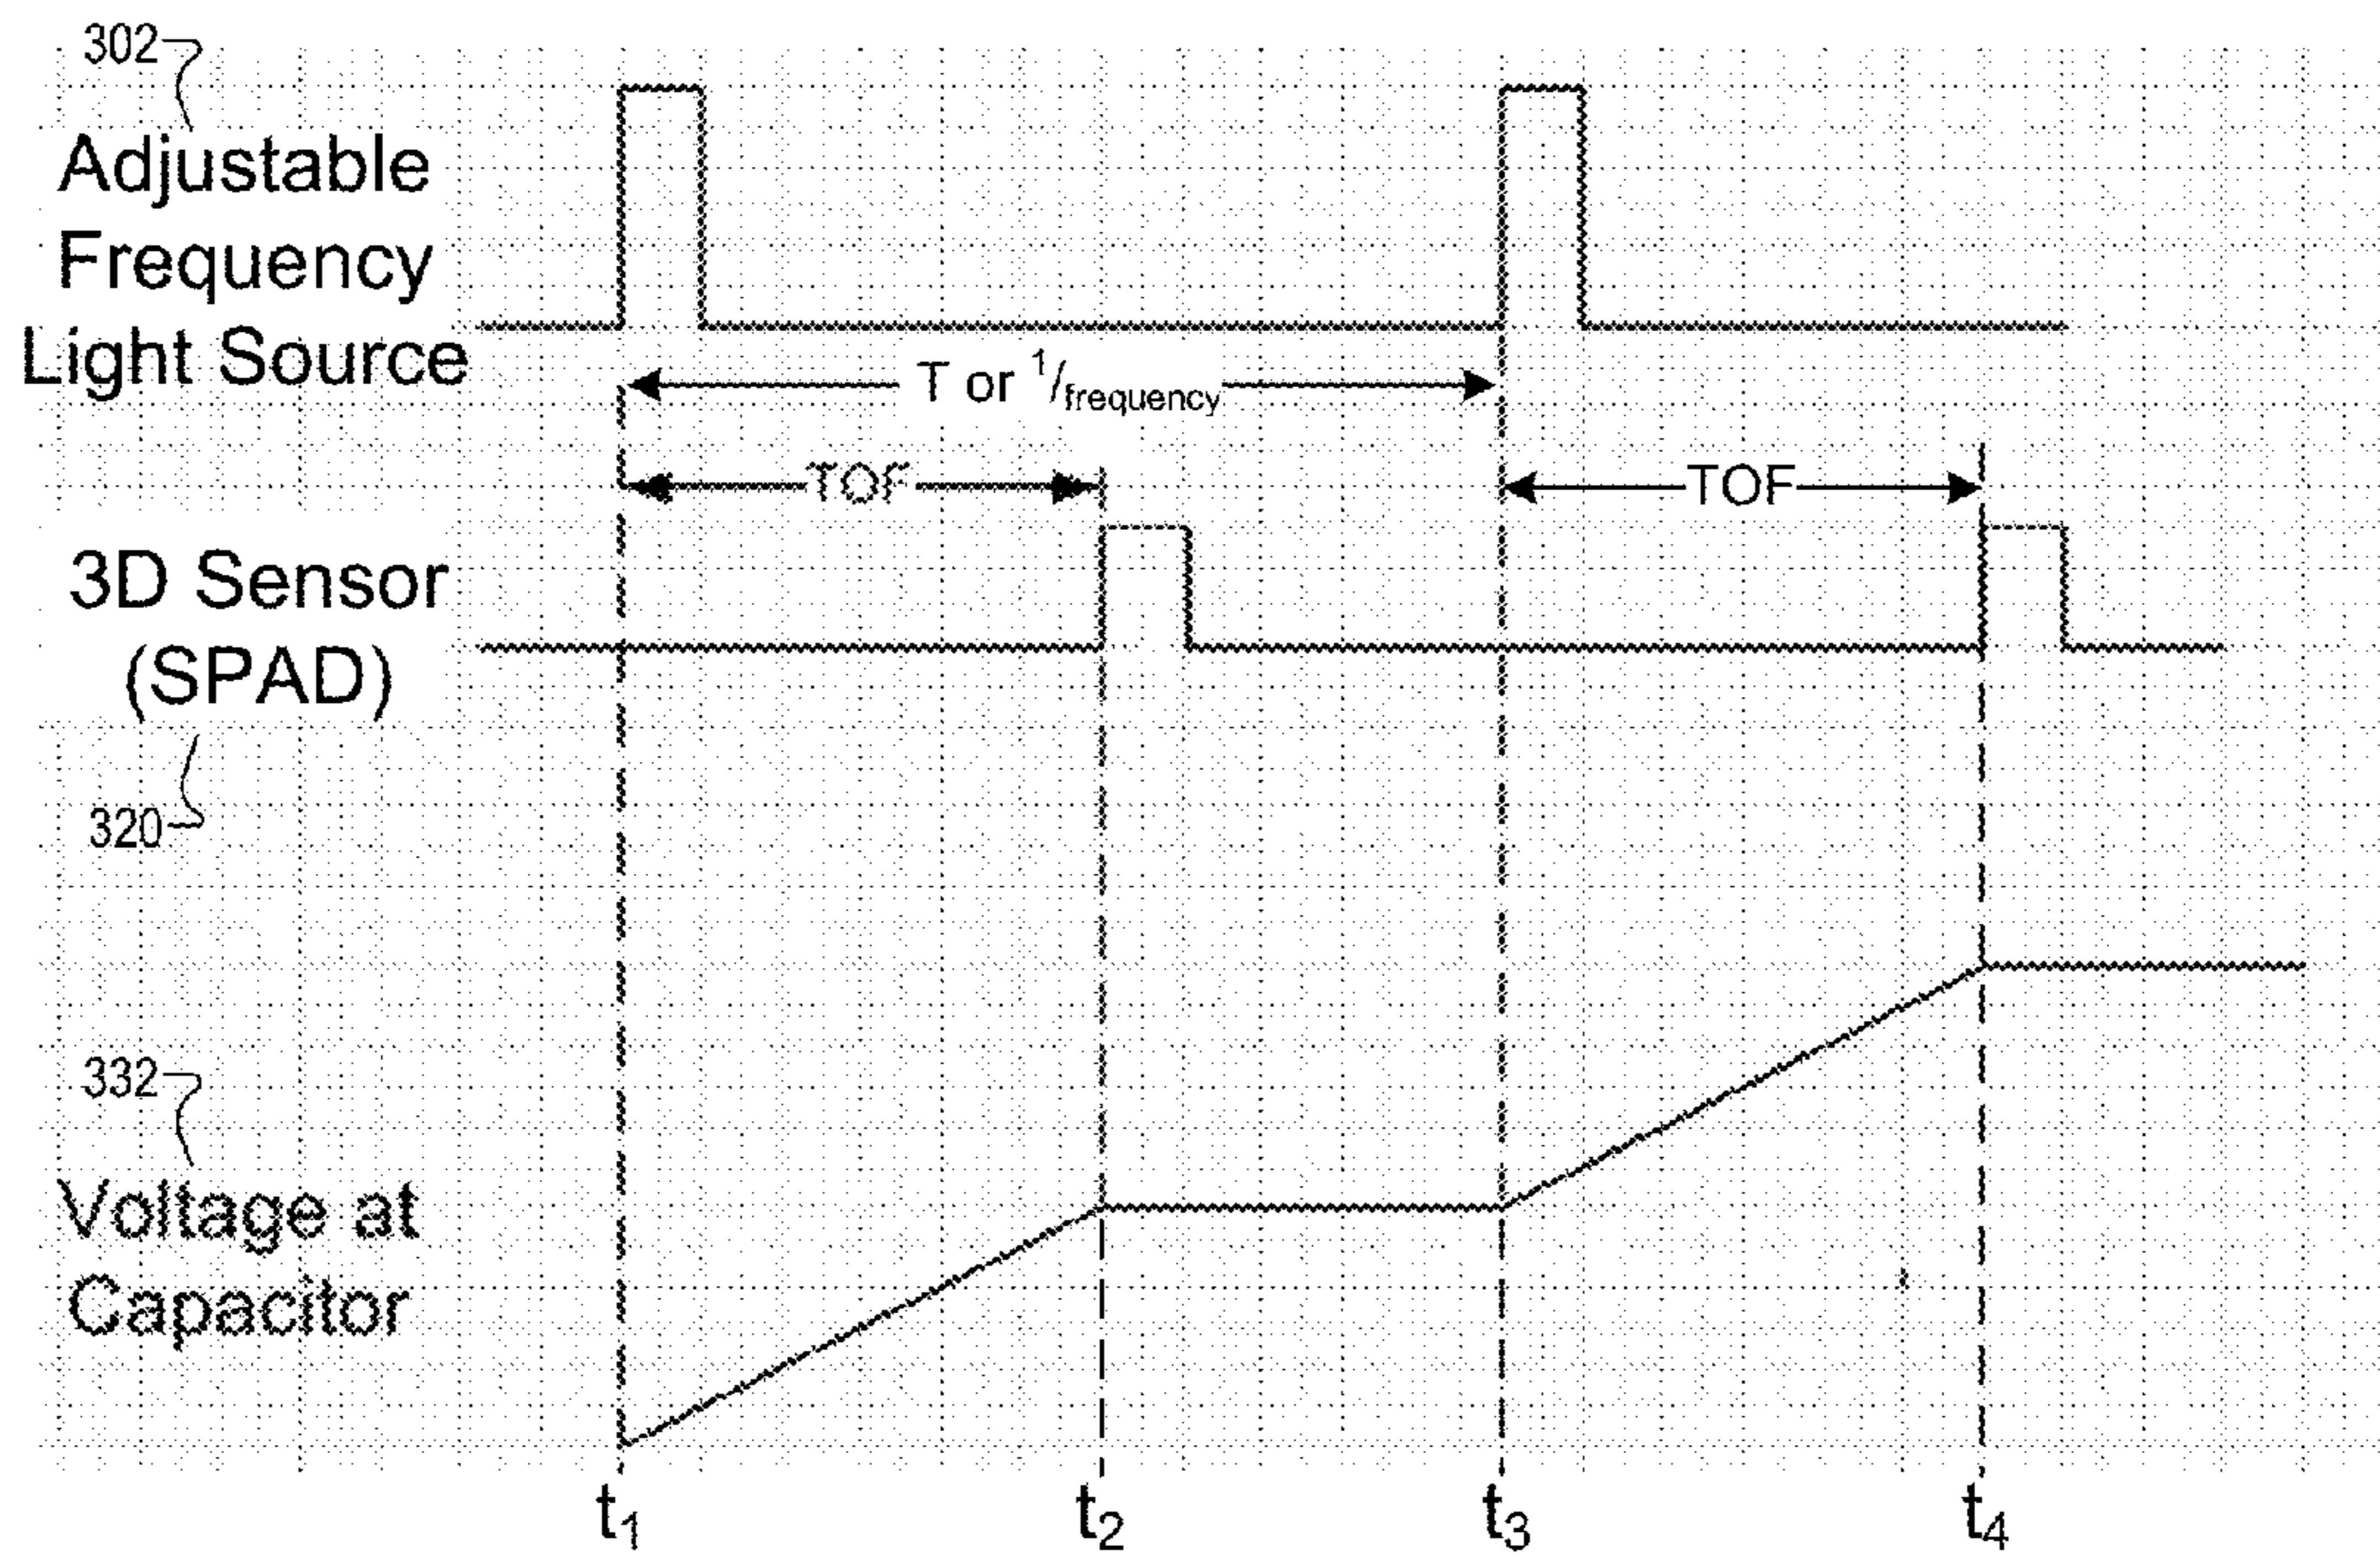 302
Adjustable
Frequency
Light Source
T or 1/frequency
TOF
TOF
3D Sensor
(SPAD)
320
332
Voltage at
Capacitor
t1
t2
t3
t4